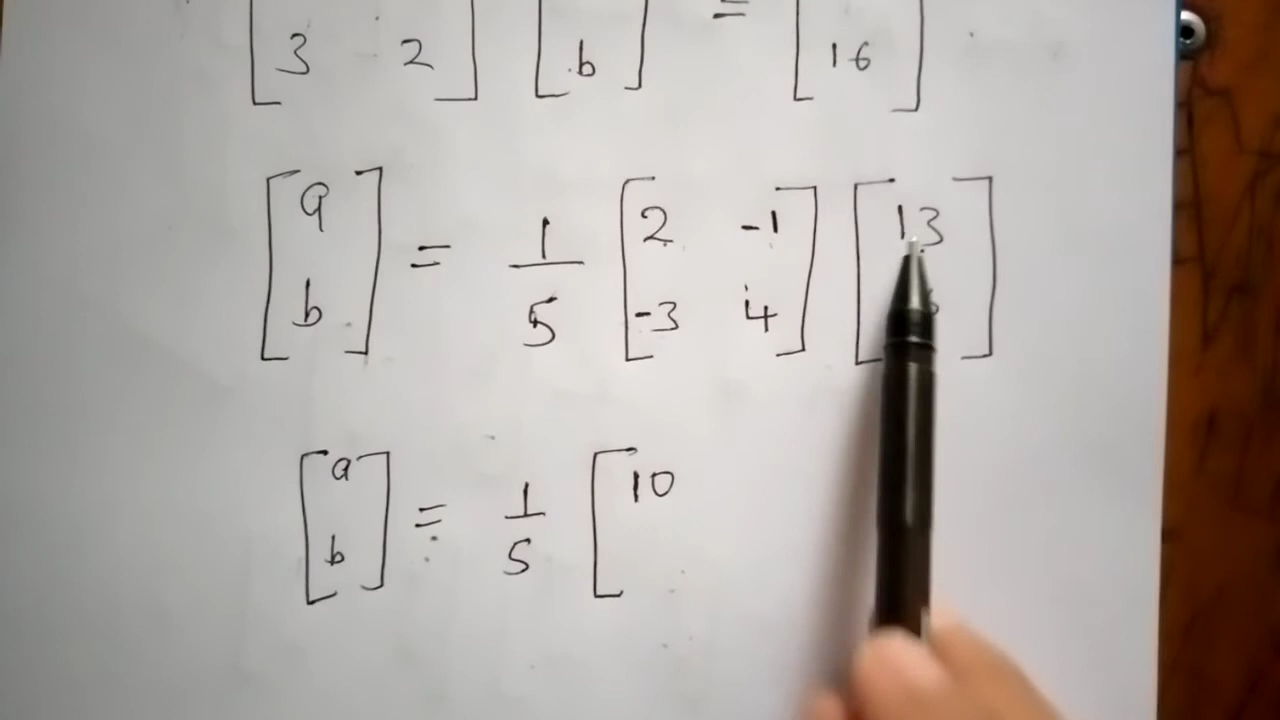 3 2 b = 16
a = 1/5 2 -1 13
b -3 4
a = 1/5 10
b